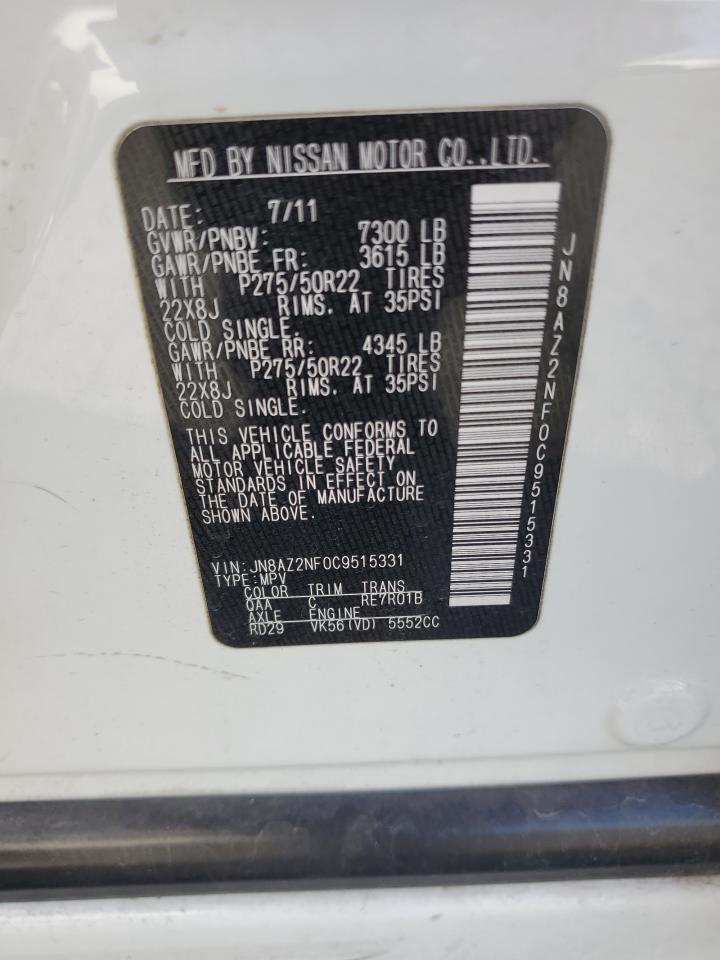 MFD BY NISSAN MOTOR CO.,LTD.
DATE: 7/11
GVWR/PNBV: 7300 LB
GAWR/PNBE FR: 3615 LB
WITH P275/50R22 TIRES
22X8J RIMS, AT 35PSI
COLD SINGLE.
GAWR/PNBE RR: 4345 LB
WITH P275/50R22 TIRES
22X8J RIMS, AT 35PSI
COLD SINGLE.
THIS VEHICLE CONFORMS TO
ALL APPLICABLE FEDERAL
MOTOR VEHICLE SAFETY
STANDARDS IN EFFECT ON
THE DATE OF MANUFACTURE
SHOWN ABOVE.
VIN:JN8AZ2NF0C9515331
TYPE:MPV
COLOR TRIM TRANS
QAA C RE7R01B
AXLE ENGINE
RD29 VK56(VD) 5552CC
JN8AZ2NF0C9515331